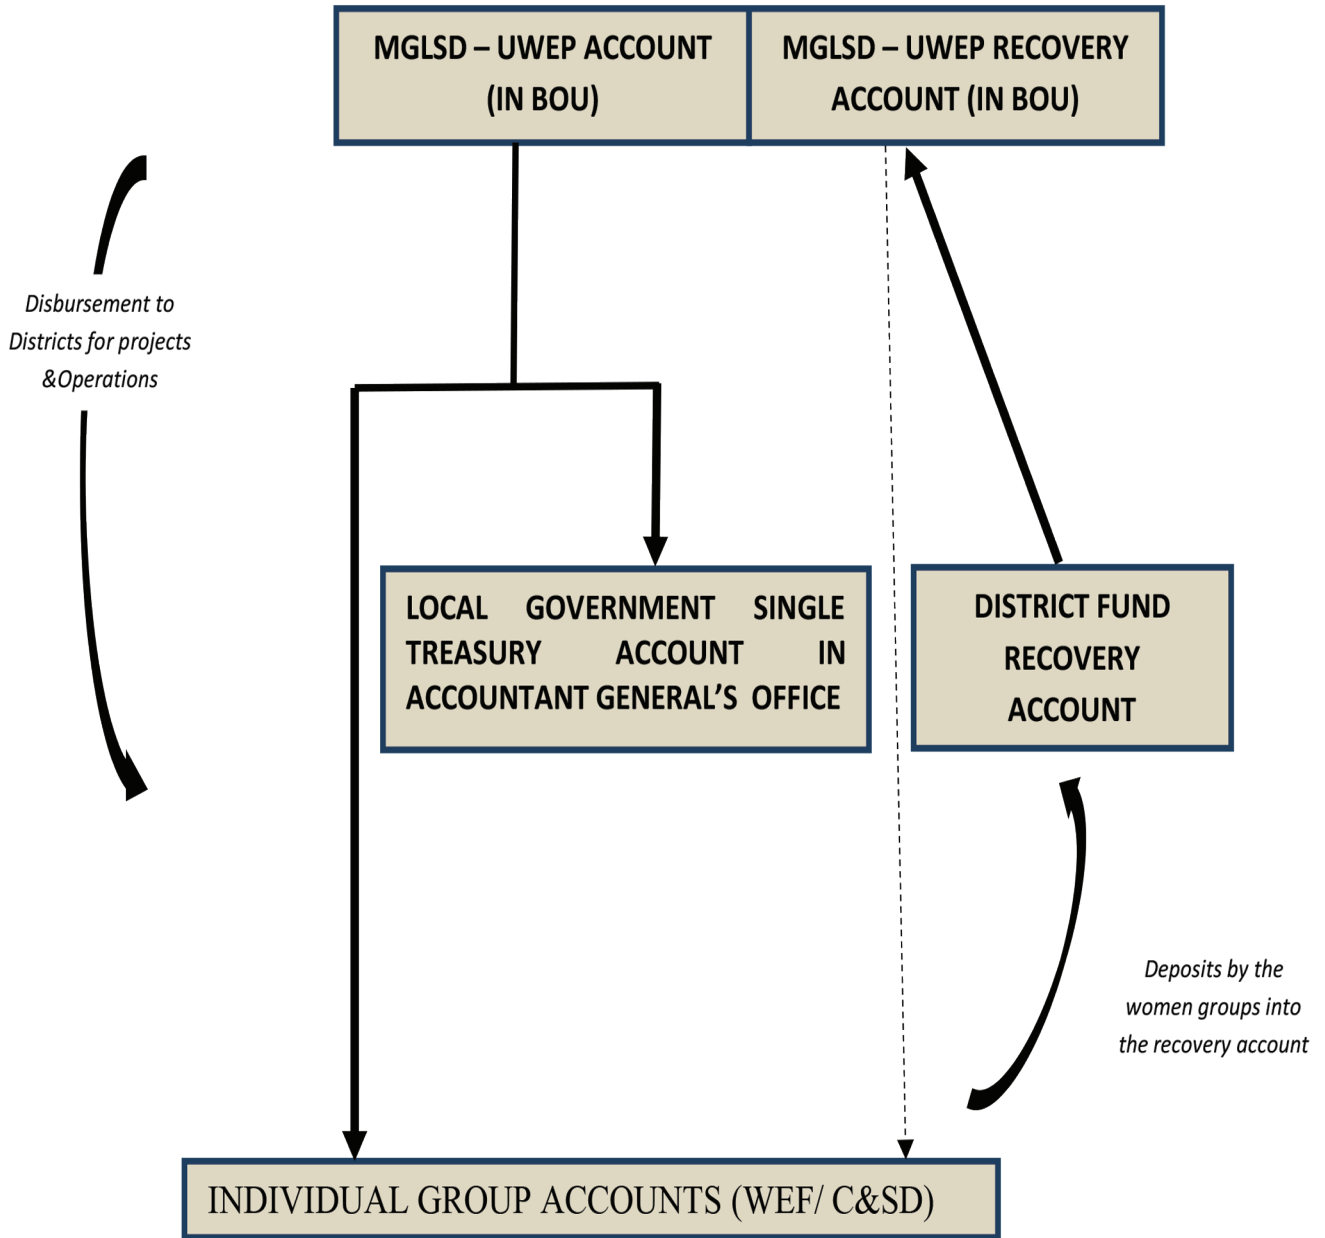 MGLSD – UWEP ACCOUNT
(IN BOU)
MGLSD – UWEP RECOVERY
ACCOUNT (IN BOU)
Disbursement to
Districts for projects
&Operations
LOCAL GOVERNMENT SINGLE
TREASURY ACCOUNT IN
ACCOUNTANT GENERAL’S OFFICE
DISTRICT FUND
RECOVERY
ACCOUNT
Deposits by the
women groups into
the recovery account
INDIVIDUAL GROUP ACCOUNTS (WEF/ C&SD)